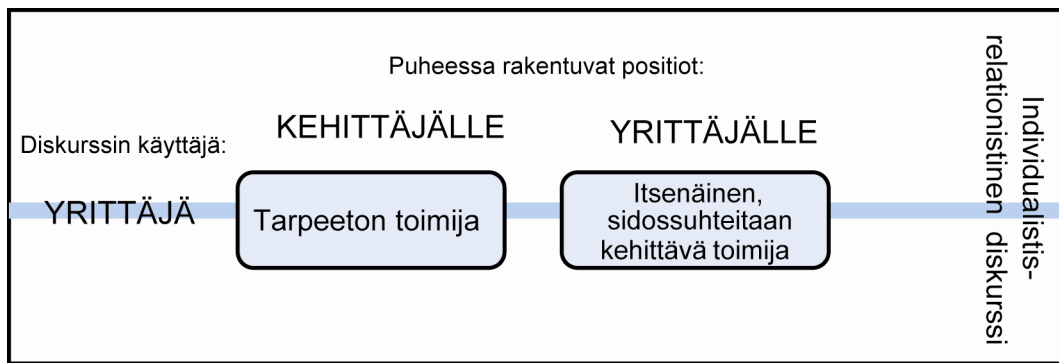 Puheessa rakentuvat positiot:
KEHITTÄJÄLLE
YRITTÄJÄLLE
Diskurssin käyttäjä:
YRITTÄJÄ
Tarpeeton toimija
Itsenäinen,
sidossuhteitaan
kehittävä toimija
Individualistis-
relationistinen diskurssi